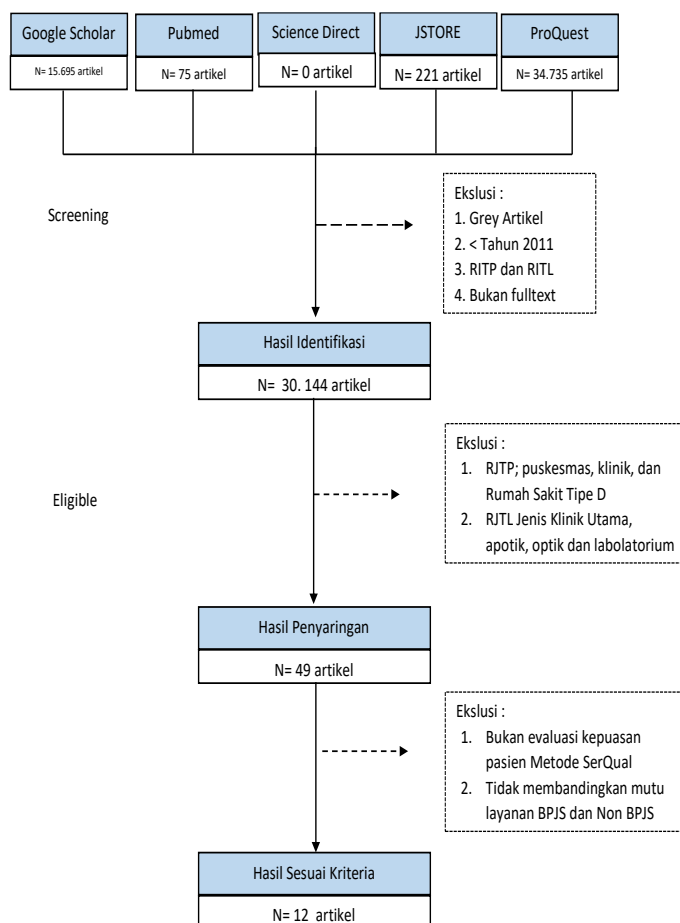 Google Scholar
N= 15.695 artikel
Pubmed
N= 75 artikel
Science Direct
N= 0 artikel
JSTORE
N= 221 artikel
ProQuest
N= 34.735 artikel
Screening
Ekslusi :
1. Grey Artikel
2. < Tahun 2011
3. RITP dan RITL
4. Bukan fulltext
Hasil Identifikasi
N= 30. 144 artikel
Eligible
Ekslusi :
1. RJTP; puskesmas, klinik, dan
Rumah Sakit Tipe D
2. RJTL Jenis Klinik Utama,
apotik, optik dan labolatorium
Hasil Penyaringan
N= 49 artikel
Ekslusi :
1. Bukan evaluasi kepuasan
pasien Metode SerQual
2. Tidak membandingkan mutu
layanan BPJS dan Non BPJS
Hasil Sesuai Kriteria
N= 12 artikel